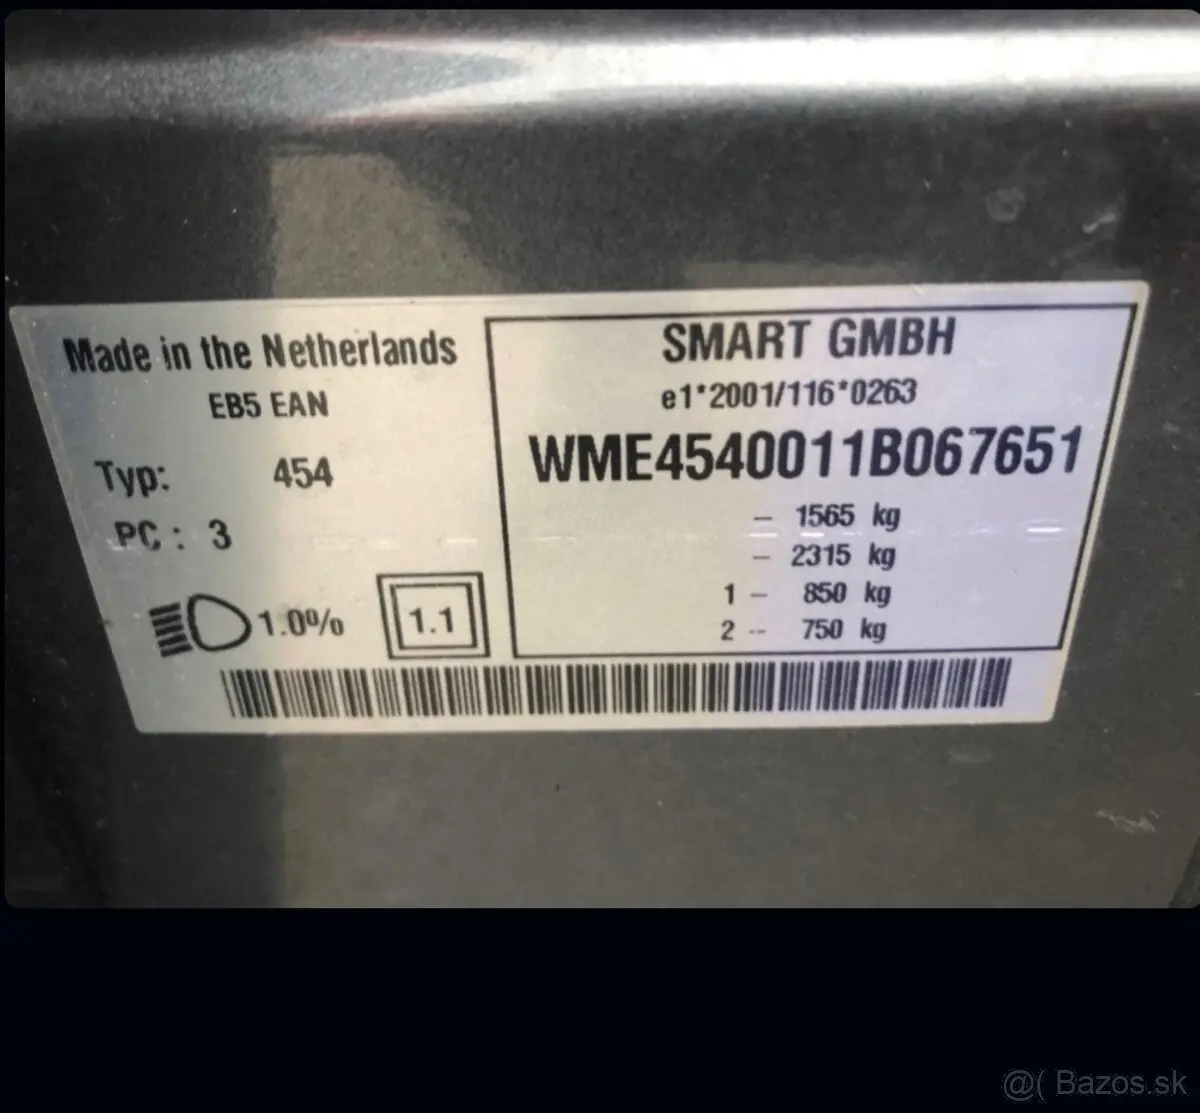 Made in the Netherlands
EB5 EAN
Typ: 454
PC : 3
1.0%
1.1
SMART GMBH
e1*2001/116*0263
WME4540011B067651
– 1565 kg
– 2315 kg
1 – 850 kg
2 -- 750 kg
@( Bazos.sk